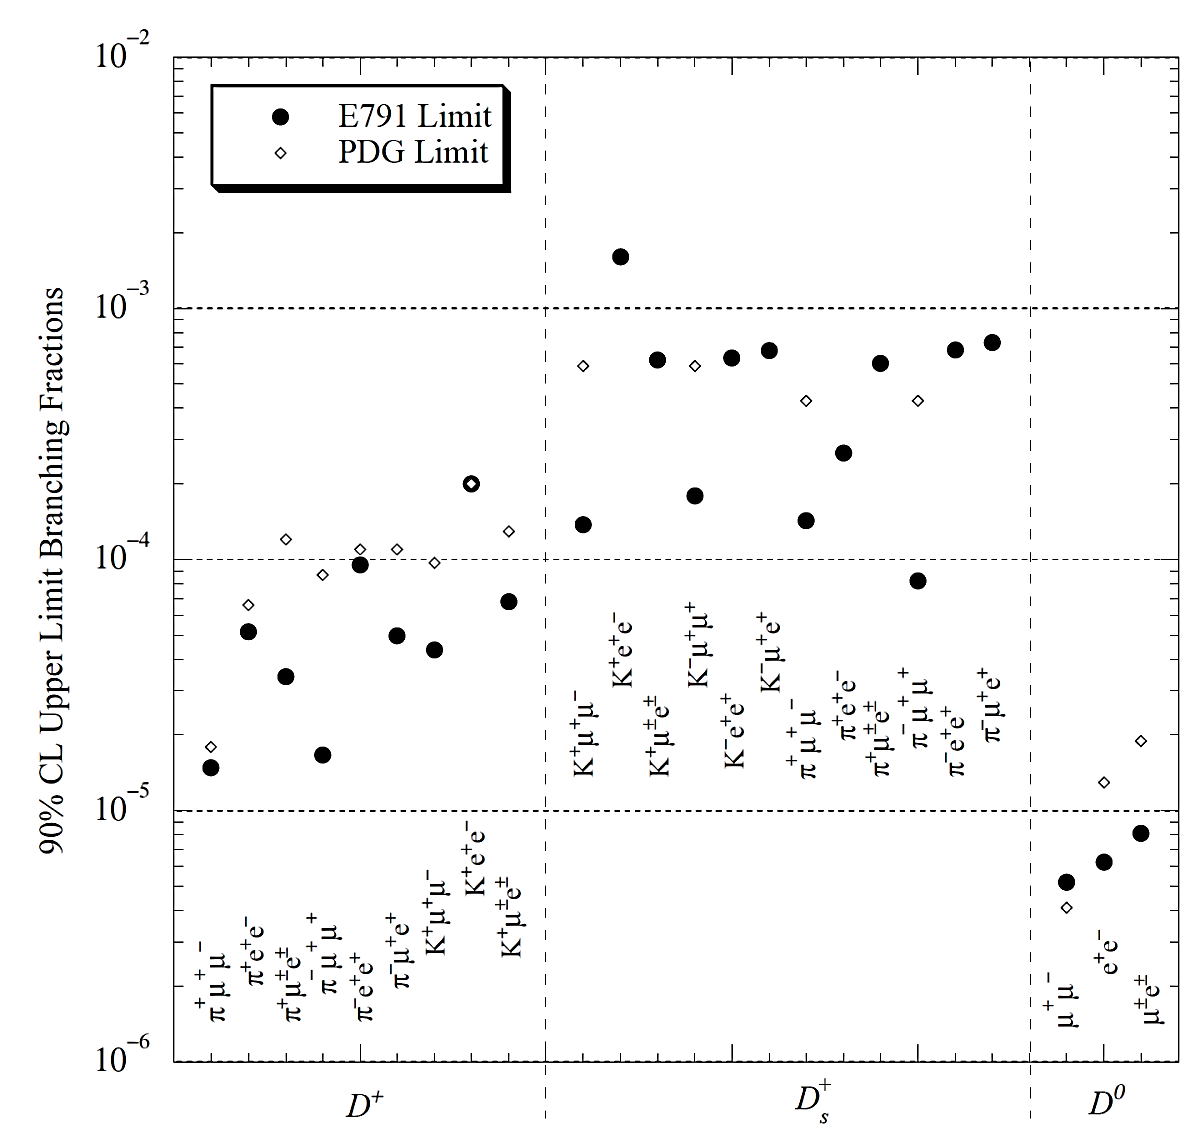 10⁻²
E791 Limit
PDG Limit
10⁻³
10⁻⁴
10⁻⁵
10⁻⁶
90% CL Upper Limit Branching Fractions
π⁺μ⁺μ⁻
π⁺e⁺e⁻
π⁺μ±e±
π⁻μ⁺μ⁺
π⁻e⁺e⁺
π⁻μ⁺e⁺
K⁺μ⁺μ⁻
K⁺e⁺e⁻
K⁺μ±e±
K⁺μ⁺μ⁻
K⁺e⁺e⁻
K⁺μ±e±
K⁻μ⁺μ⁺
K⁻e⁺e⁺
K⁻μ⁺e⁺
π⁺μ⁺μ⁻
π⁺e⁺e⁻
π⁺μ±e±
π⁻μ⁺μ⁺
π⁻e⁺e⁺
π⁻μ⁺e⁺
μ⁺μ⁻
e⁺e⁻
μ±e±
D⁺
Dₛ⁺
D⁰